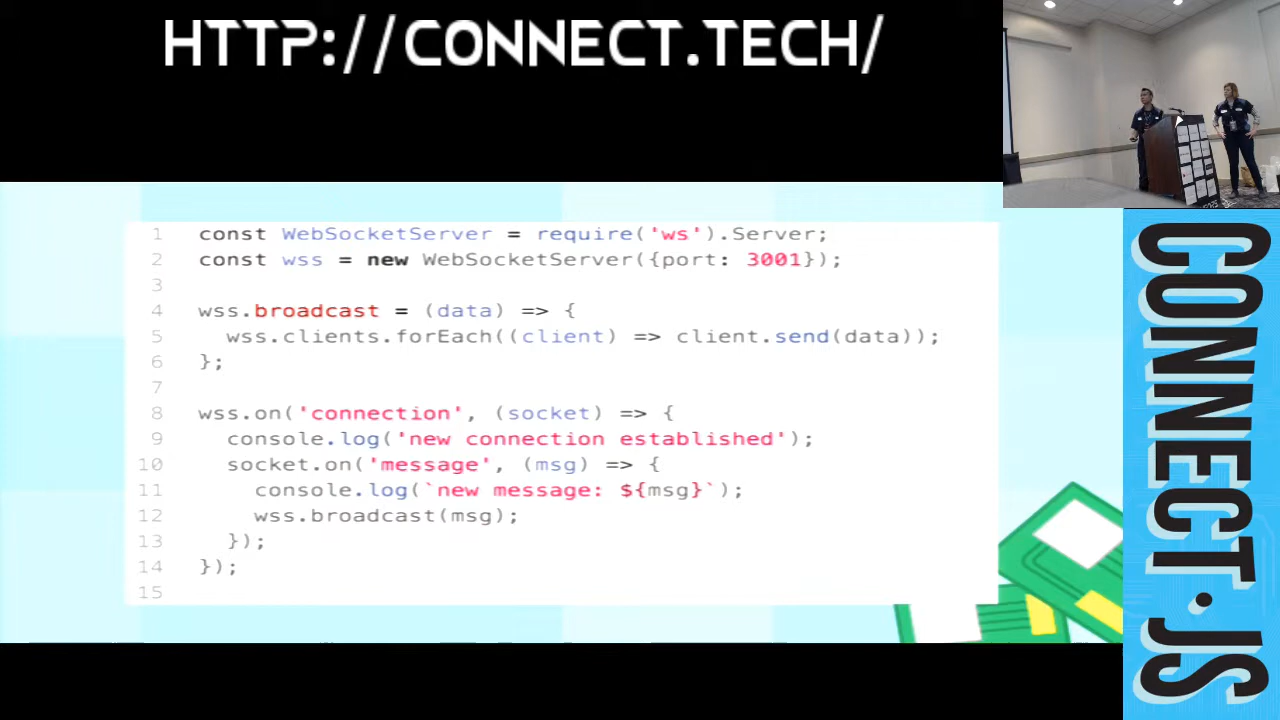 HTTP://CONNECT.TECH/
1 const WebSocketServer = require('ws').Server;
2 const wss = new WebSocketServer({port: 3001});
3
4 wss.broadcast = (data) => {
5   wss.clients.forEach((client) => client.send(data));
6 };
7
8 wss.on('connection', (socket) => {
9   console.log('new connection established');
10   socket.on('message', (msg) => {
11     console.log(`new message: ${msg}`);
12     wss.broadcast(msg);
13   });
14 });
15
CONNECT·JS